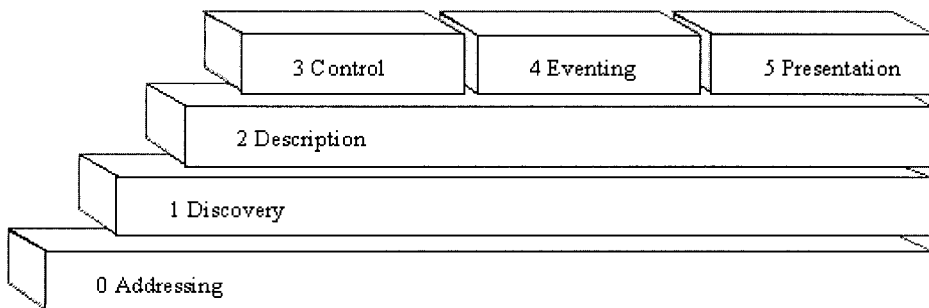 3 Control
4 Eventing
5 Presentation
2 Description
1 Discovery
0 Addressing